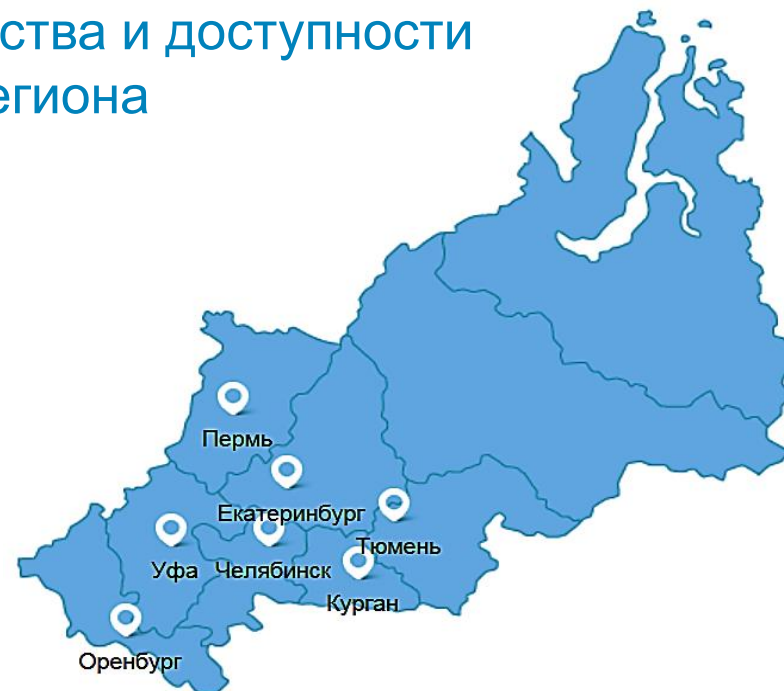 ства и доступности
егиона
Пермь
Екатеринбург
Тюмень
Уфа
Челябинск
Курган
Оренбург